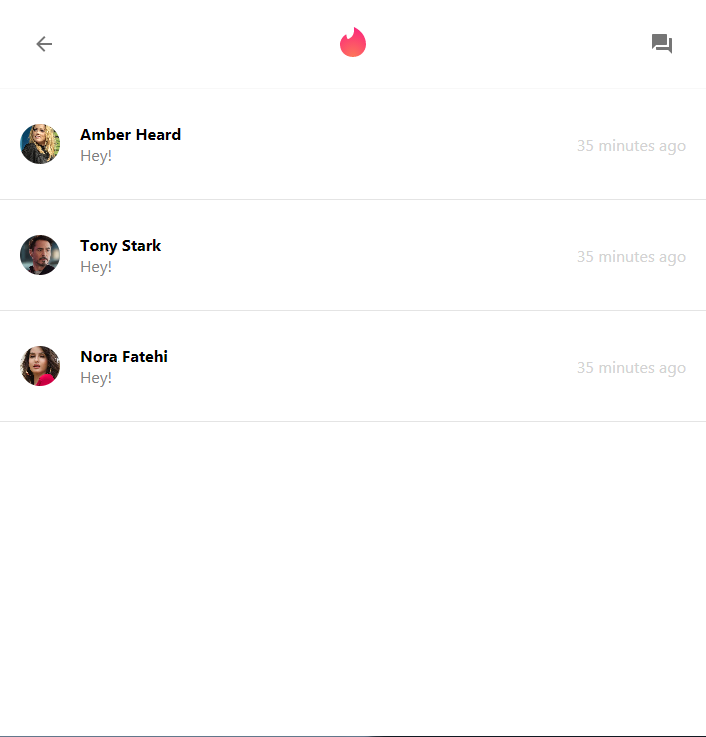 Amber Heard
Hey!
35 minutes ago
Tony Stark
Hey!
35 minutes ago
Nora Fatehi
Hey!
35 minutes ago